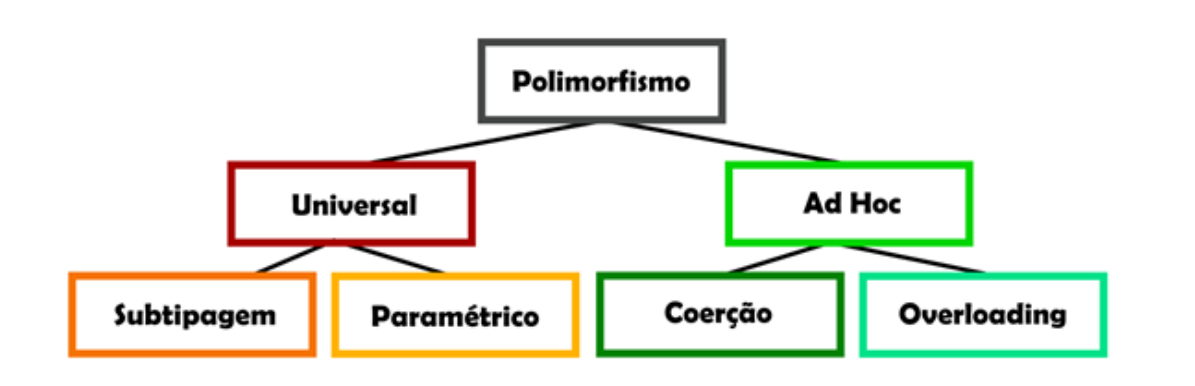 Polimorfismo
Universal
Ad Hoc
Subtipagem
Paramétrico
Coerção
Overloading